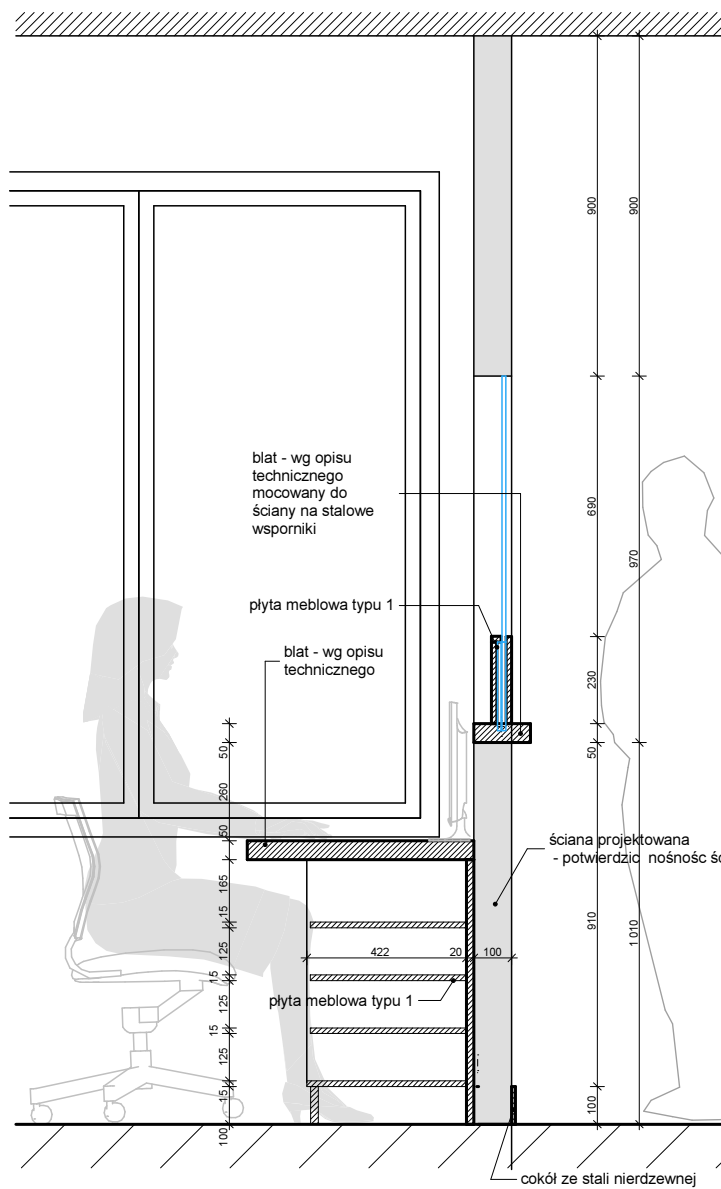 900
900
blat - wg opisu
technicznego
mocowany do
ściany na stalowe
wsporniki
690
970
płyta meblowa typu 1
blat - wg opisu
technicznego
230
50
50
260
50
ściana projektowana
- potwierdzic nośnośc
165
15
910
1 010
125
422
20
100
15
płyta meblowa typu 1
125
15
125
15
100
100
cokół ze stali nierdzewnej